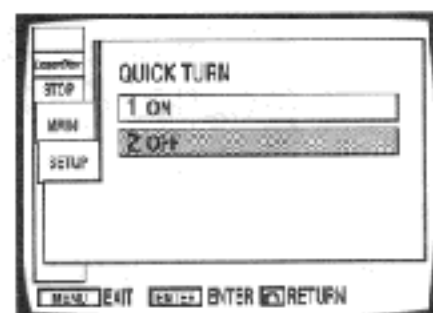 LaserDisc
STOP
MAIN
SETUP
QUICK TURN
1 ON
2 OFF
MENU EXIT ENTER ENTER RETURN